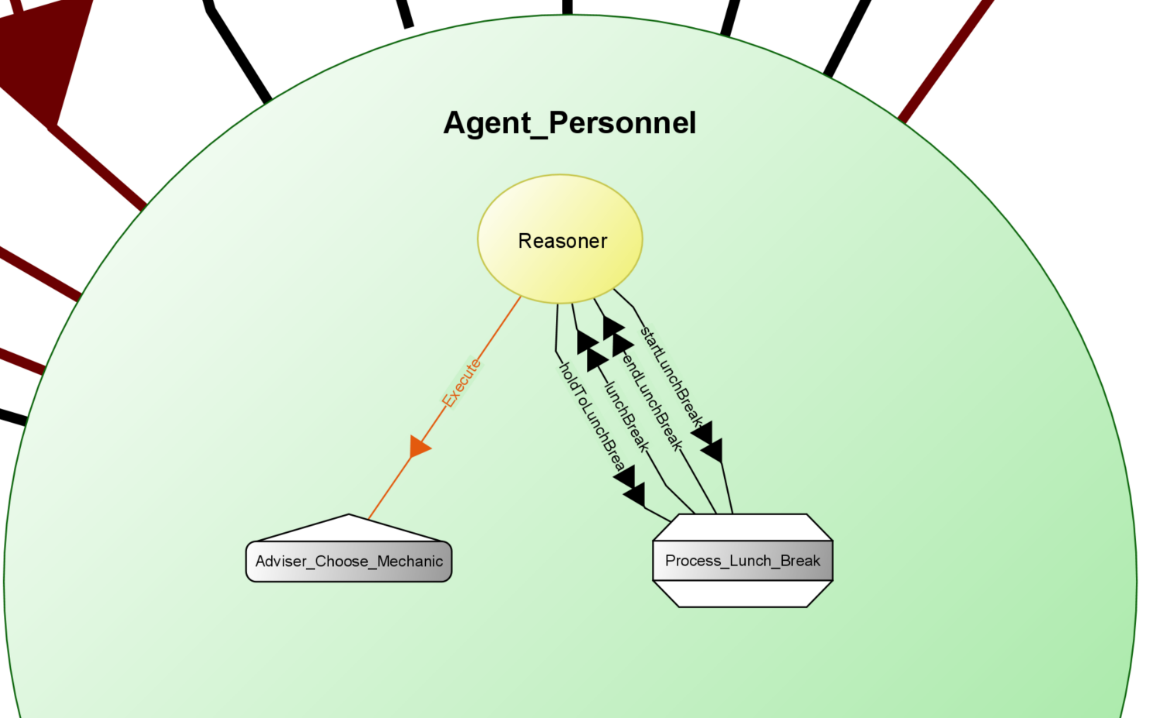 Agent_Personnel
Reasoner
Execute
holdToLunchBrea
lunchBreak
endLunchBreak
startLunchBreak
Adviser_Choose_Mechanic
Process_Lunch_Break